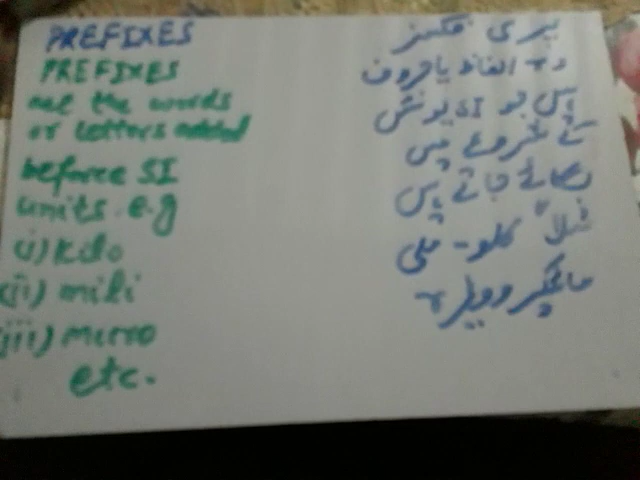 PREFIXES
PREFIXES
are the words
or letters added
beforce SI
units. e.g
(i) Kilo
(ii) mili
(iii) micro
etc.
پری فکسز
وہ الفاظ یا حروف
ہیں جو SI یونٹس
کے شروع میں
لگائے جاتے ہیں
مثلاً کلو - ملی
مائیکرو وغیرہ